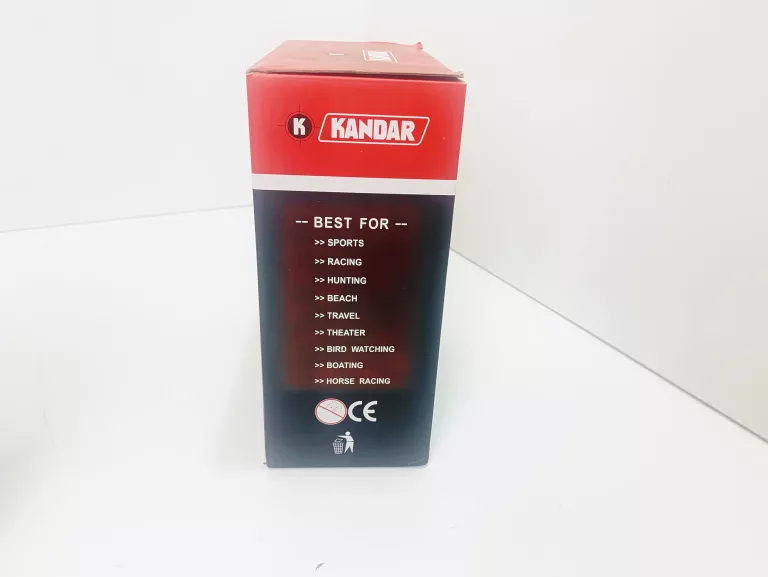 K KANDAR
-- BEST FOR --
>> SPORTS
>> RACING
>> HUNTING
>> BEACH
>> TRAVEL
>> THEATER
>> BIRD WATCHING
>> BOATING
>> HORSE RACING
CE